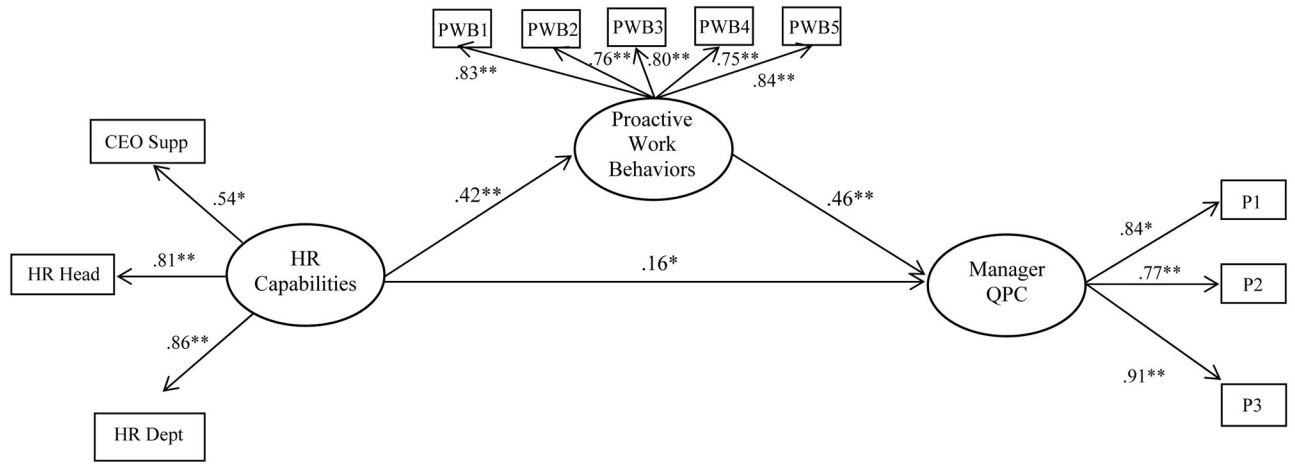 PWB1
PWB2
PWB3
PWB4
PWB5
.83**
.76**
.80**
.75**
.84**
Proactive
Work
Behaviors
CEO Supp
.54*
.42**
.46**
P1
.84*
HR Head
.81**
HR
Capabilities
.16*
Manager
QPC
.77**
P2
.86**
.91**
HR Dept
P3